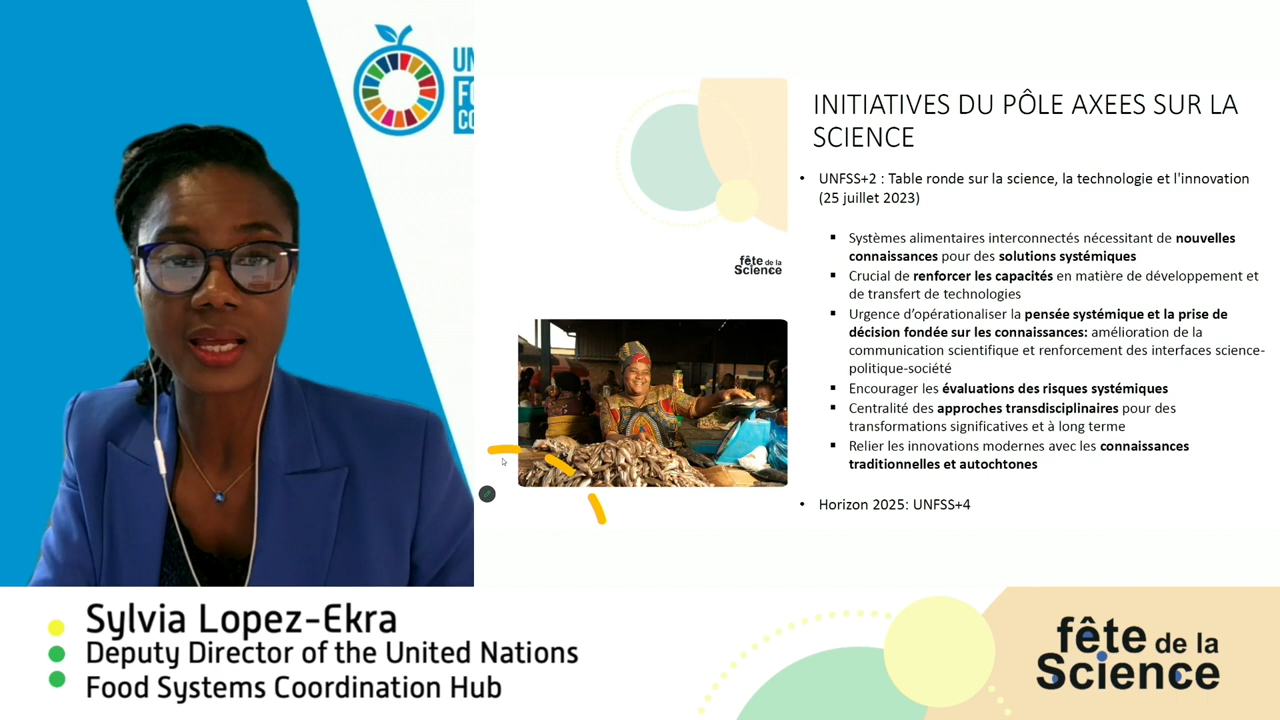 UN
FO
CO
INITIATIVES DU PÔLE AXEES SUR LA
SCIENCE
• UNFSS+2 : Table ronde sur la science, la technologie et l'innovation
(25 juillet 2023)
▪ Systèmes alimentaires interconnectés nécessitant de nouvelles
connaissances pour des solutions systémiques
▪ Crucial de renforcer les capacités en matière de développement et
de transfert de technologies
▪ Urgence d’opérationaliser la pensée systémique et la prise de
décision fondée sur les connaissances: amélioration de la
communication scientifique et renforcement des interfaces science-
politique-société
▪ Encourager les évaluations des risques systémiques
▪ Centralité des approches transdisciplinaires pour des
transformations significatives et à long terme
▪ Relier les innovations modernes avec les connaissances
traditionnelles et autochtones
• Horizon 2025: UNFSS+4
fête de la
Science
Sylvia Lopez-Ekra
Deputy Director of the United Nations
Food Systems Coordination Hub
fête de la
Science